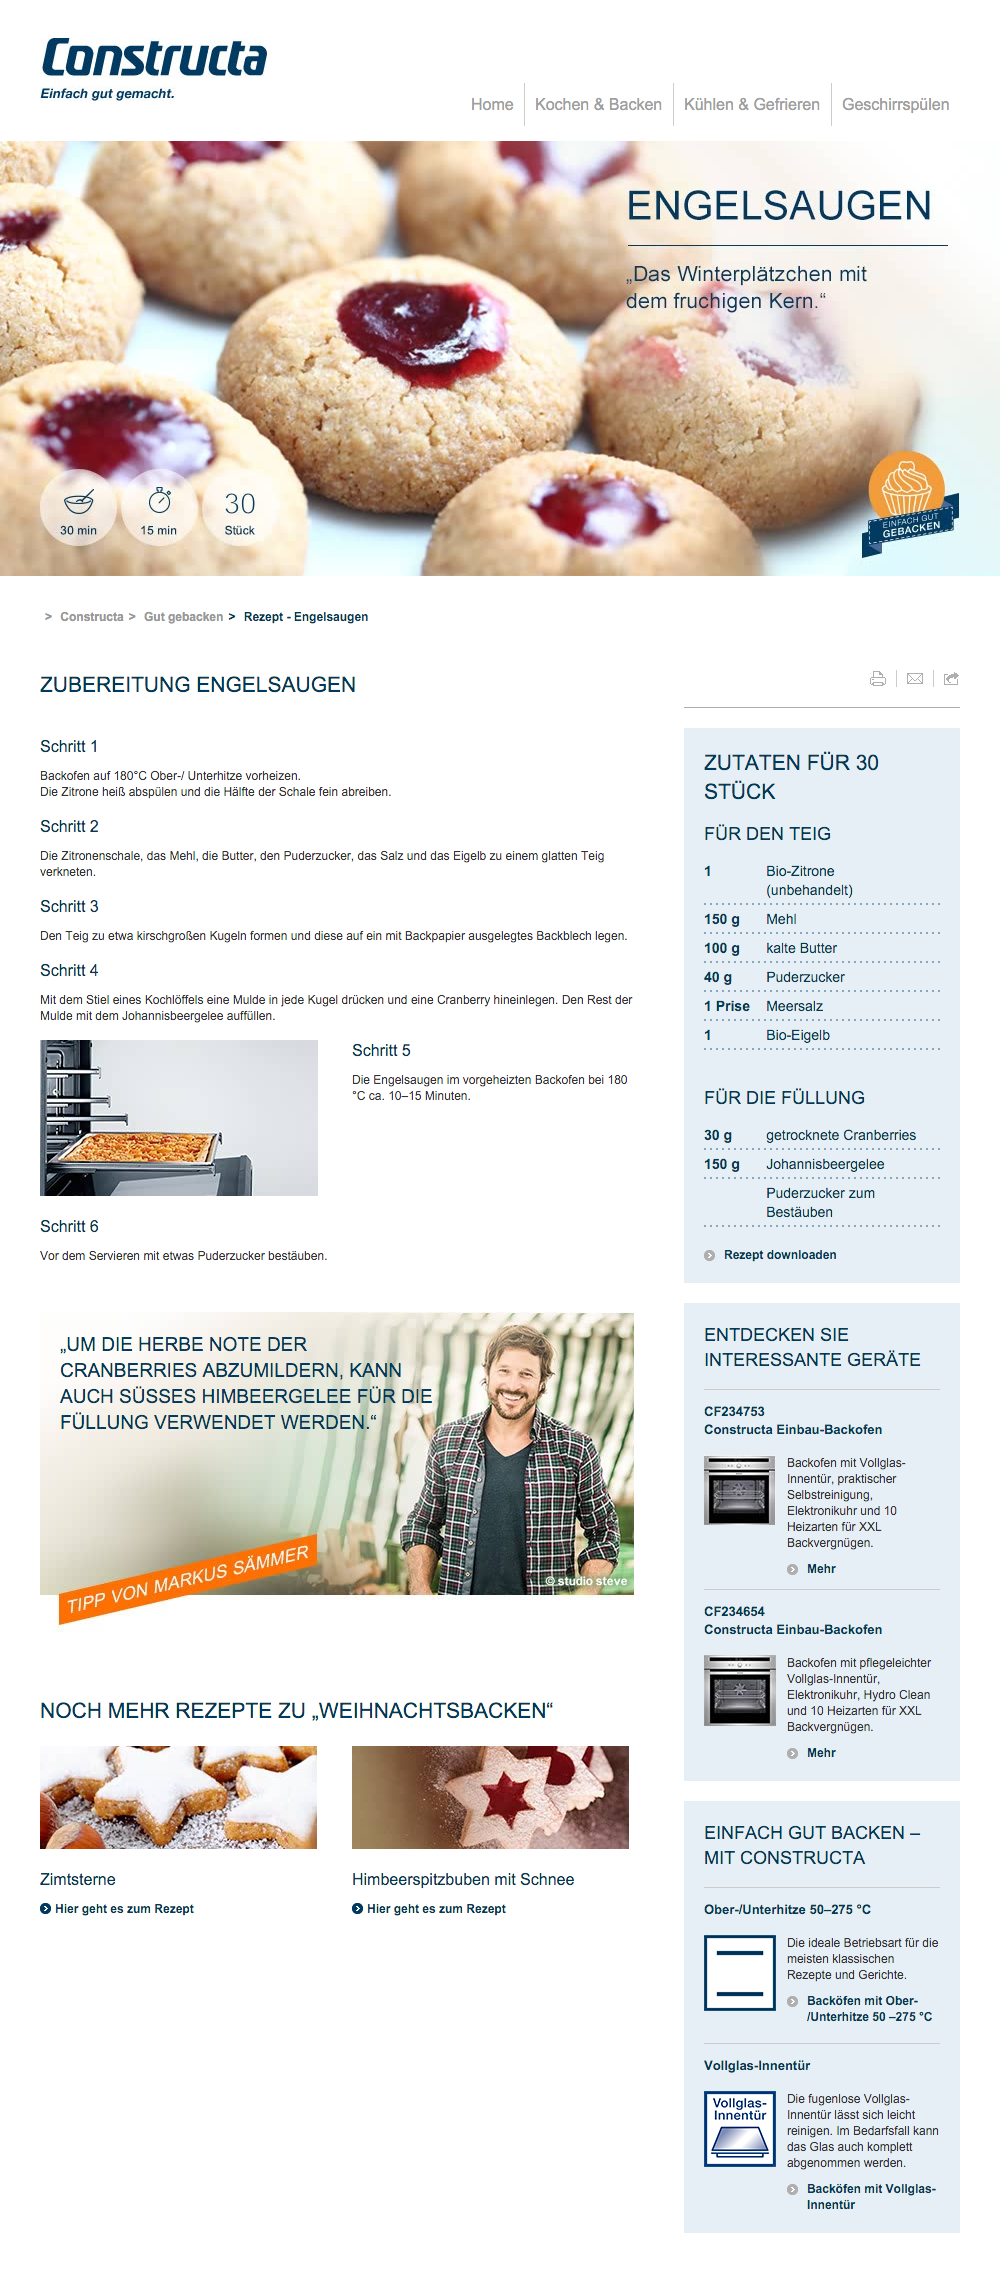 Constructa
Einfach gut gemacht.
Home
Kochen & Backen
Kühlen & Gefrieren
Geschirrspülen
ENGELSAUGEN
„Das Winterplätzchen mit
dem fruchigen Kern.“
30 min
15 min
30
Stück
EINFACH GUT
GEBACKEN
> Constructa > Gut gebacken > Rezept - Engelsaugen
ZUBEREITUNG ENGELSAUGEN
Schritt 1
Backofen auf 180°C Ober-/ Unterhitze vorheizen.
Die Zitrone heiß abspülen und die Hälfte der Schale fein abreiben.
Schritt 2
Die Zitronenschale, das Mehl, die Butter, den Puderzucker, das Salz und das Eigelb zu einem glatten Teig
verkneten.
Schritt 3
Den Teig zu etwa kirschgroßen Kugeln formen und diese auf ein mit Backpapier ausgelegtes Backblech legen.
Schritt 4
Mit dem Stiel eines Kochlöffels eine Mulde in jede Kugel drücken und eine Cranberry hineinlegen. Den Rest der
Mulde mit dem Johannisbeergelee auffüllen.
Schritt 5
Die Engelsaugen im vorgeheizten Backofen bei 180
°C ca. 10–15 Minuten.
Schritt 6
Vor dem Servieren mit etwas Puderzucker bestäuben.
„UM DIE HERBE NOTE DER
CRANBERRIES ABZUMILDERN, KANN
AUCH SÜSSES HIMBEERGELEE FÜR DIE
FÜLLUNG VERWENDET WERDEN.“
TIPP VON MARKUS SÄMMER
© studio steve
NOCH MEHR REZEPTE ZU „WEIHNACHTSBACKEN“
Zimtsterne
Hier geht es zum Rezept
Himbeerspitzbuben mit Schnee
Hier geht es zum Rezept
ZUTATEN FÜR 30
STÜCK
FÜR DEN TEIG
1 Bio-Zitrone
(unbehandelt)
150 g Mehl
100 g kalte Butter
40 g Puderzucker
1 Prise Meersalz
1 Bio-Eigelb
FÜR DIE FÜLLUNG
30 g getrocknete Cranberries
150 g Johannisbeergelee
Puderzucker zum
Bestäuben
Rezept downloaden
ENTDECKEN SIE
INTERESSANTE GERÄTE
CF234753
Constructa Einbau-Backofen
Backofen mit Vollglas-
Innentür, praktischer
Selbstreinigung,
Elektronikuhr und 10
Heizarten für XXL
Backvergnügen.
Mehr
CF234654
Constructa Einbau-Backofen
Backofen mit pflegeleichter
Vollglas-Innentür,
Elektronikuhr, Hydro Clean
und 10 Heizarten für XXL
Backvergnügen.
Mehr
EINFACH GUT BACKEN –
MIT CONSTRUCTA
Ober-/Unterhitze 50–275 °C
Die ideale Betriebsart für die
meisten klassischen
Rezepte und Gerichte.
Backöfen mit Ober-
/Unterhitze 50 –275 °C
Vollglas-Innentür
Vollglas-
Innentür
Die fugenlose Vollglas-
Innentür lässt sich leicht
reinigen. Im Bedarfsfall kann
das Glas auch komplett
abgenommen werden.
Backöfen mit Vollglas-
Innentür